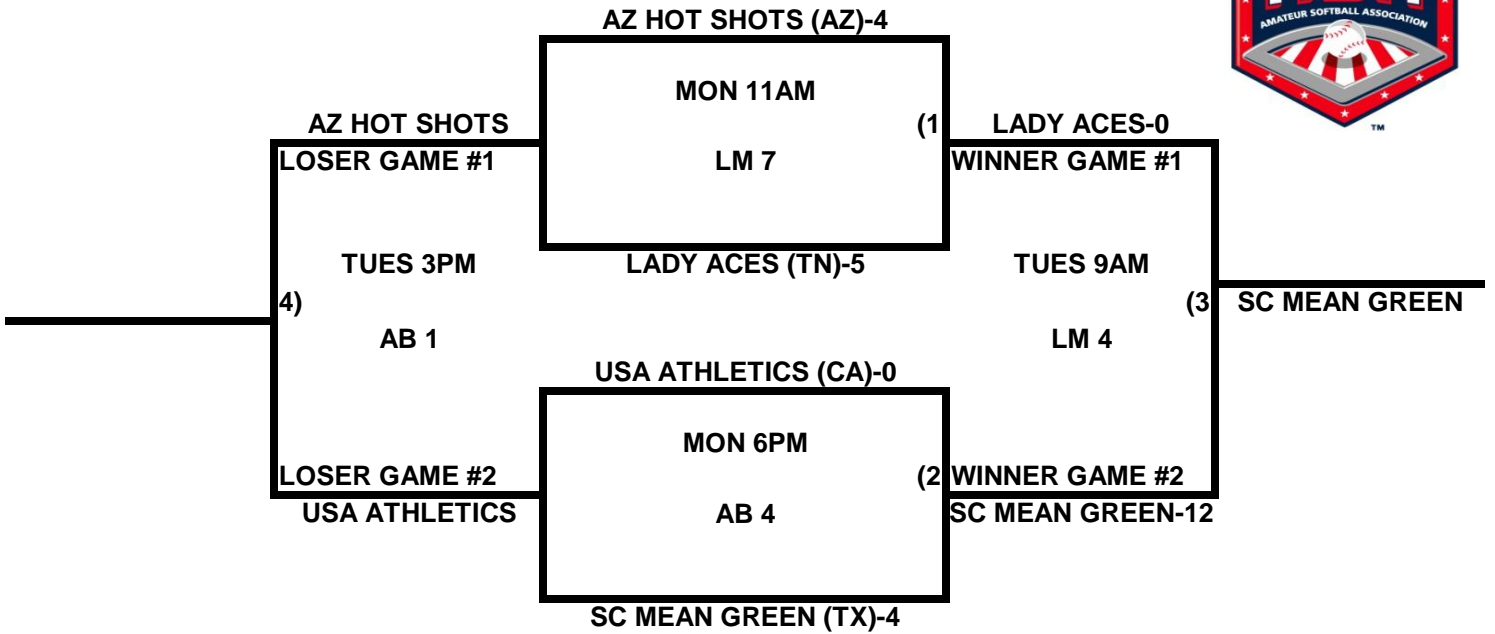 AZ HOT SHOTS (AZ)-4
AMATEUR SOFTBALL ASSOCIATION
TM
MON 11AM
AZ HOT SHOTS
(1
LADY ACES-0
LOSER GAME #1
LM 7
WINNER GAME #1
TUES 3PM
LADY ACES (TN)-5
TUES 9AM
4)
(3
SC MEAN GREEN
AB 1
LM 4
USA ATHLETICS (CA)-0
MON 6PM
LOSER GAME #2
(2
WINNER GAME #2
USA ATHLETICS
AB 4
SC MEAN GREEN-12
SC MEAN GREEN (TX)-4